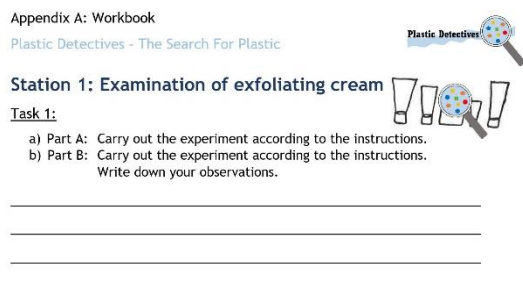 Appendix A: Workbook
Plastic Detectives
Plastic Detectives - The Search For Plastic
Station 1: Examination of exfoliating cream
Task 1:
a) Part A: Carry out the experiment according to the instructions.
b) Part B: Carry out the experiment according to the instructions.
Write down your observations.